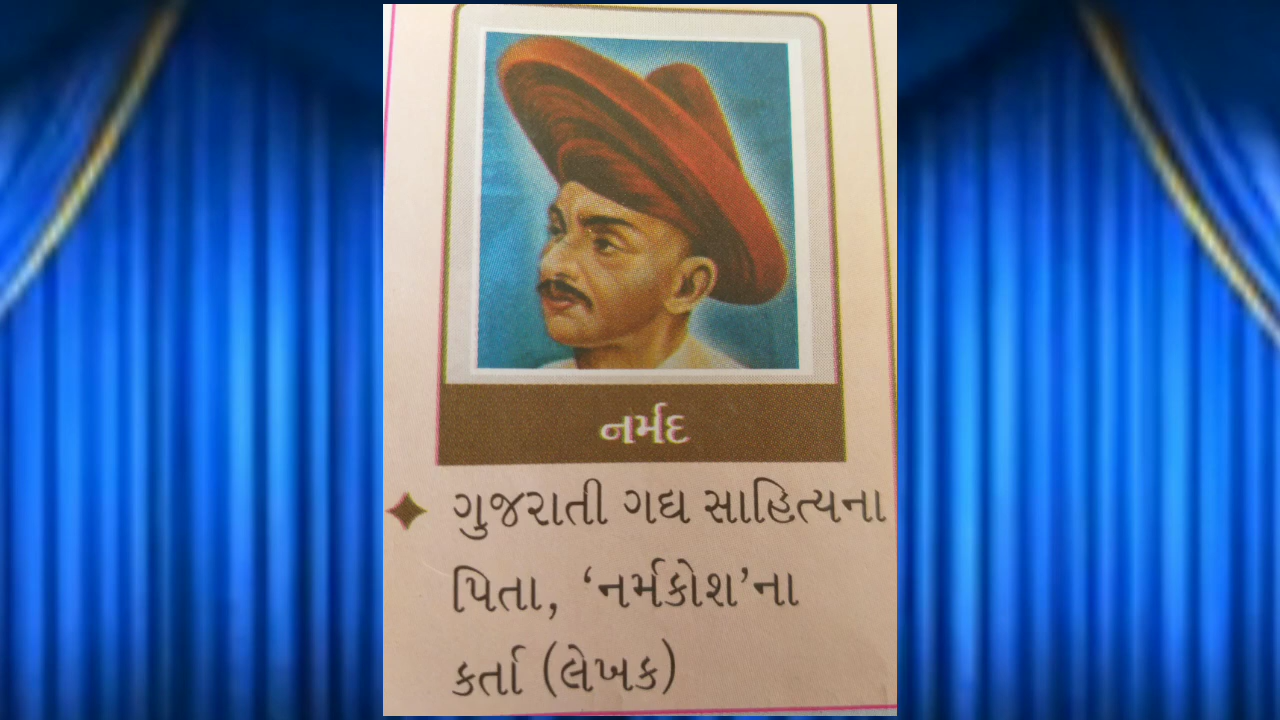 નર્મદ
ગુજરાતી ગદ્ય સાહિત્યના
પિતા, ‘નર્મકોશ’ના
કર્તા (લેખક)